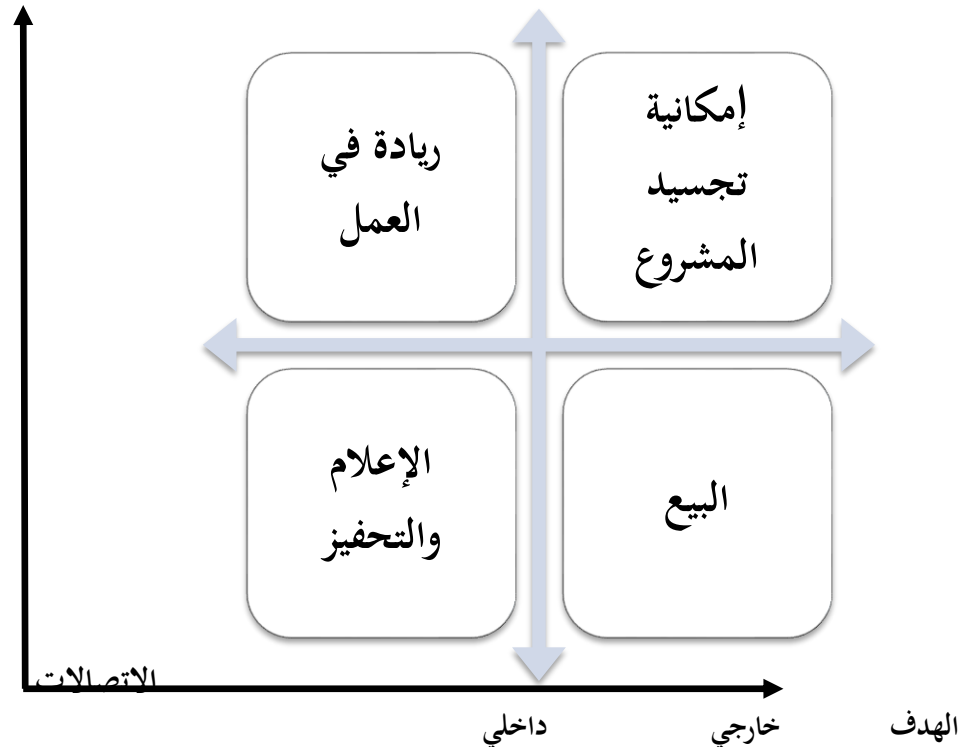 إمكانية
تجسيد
المشروع
ريادة في
العمل
البيع
الإعلام
والتحفيز
الاتصالات
الهدف خارجي داخلي